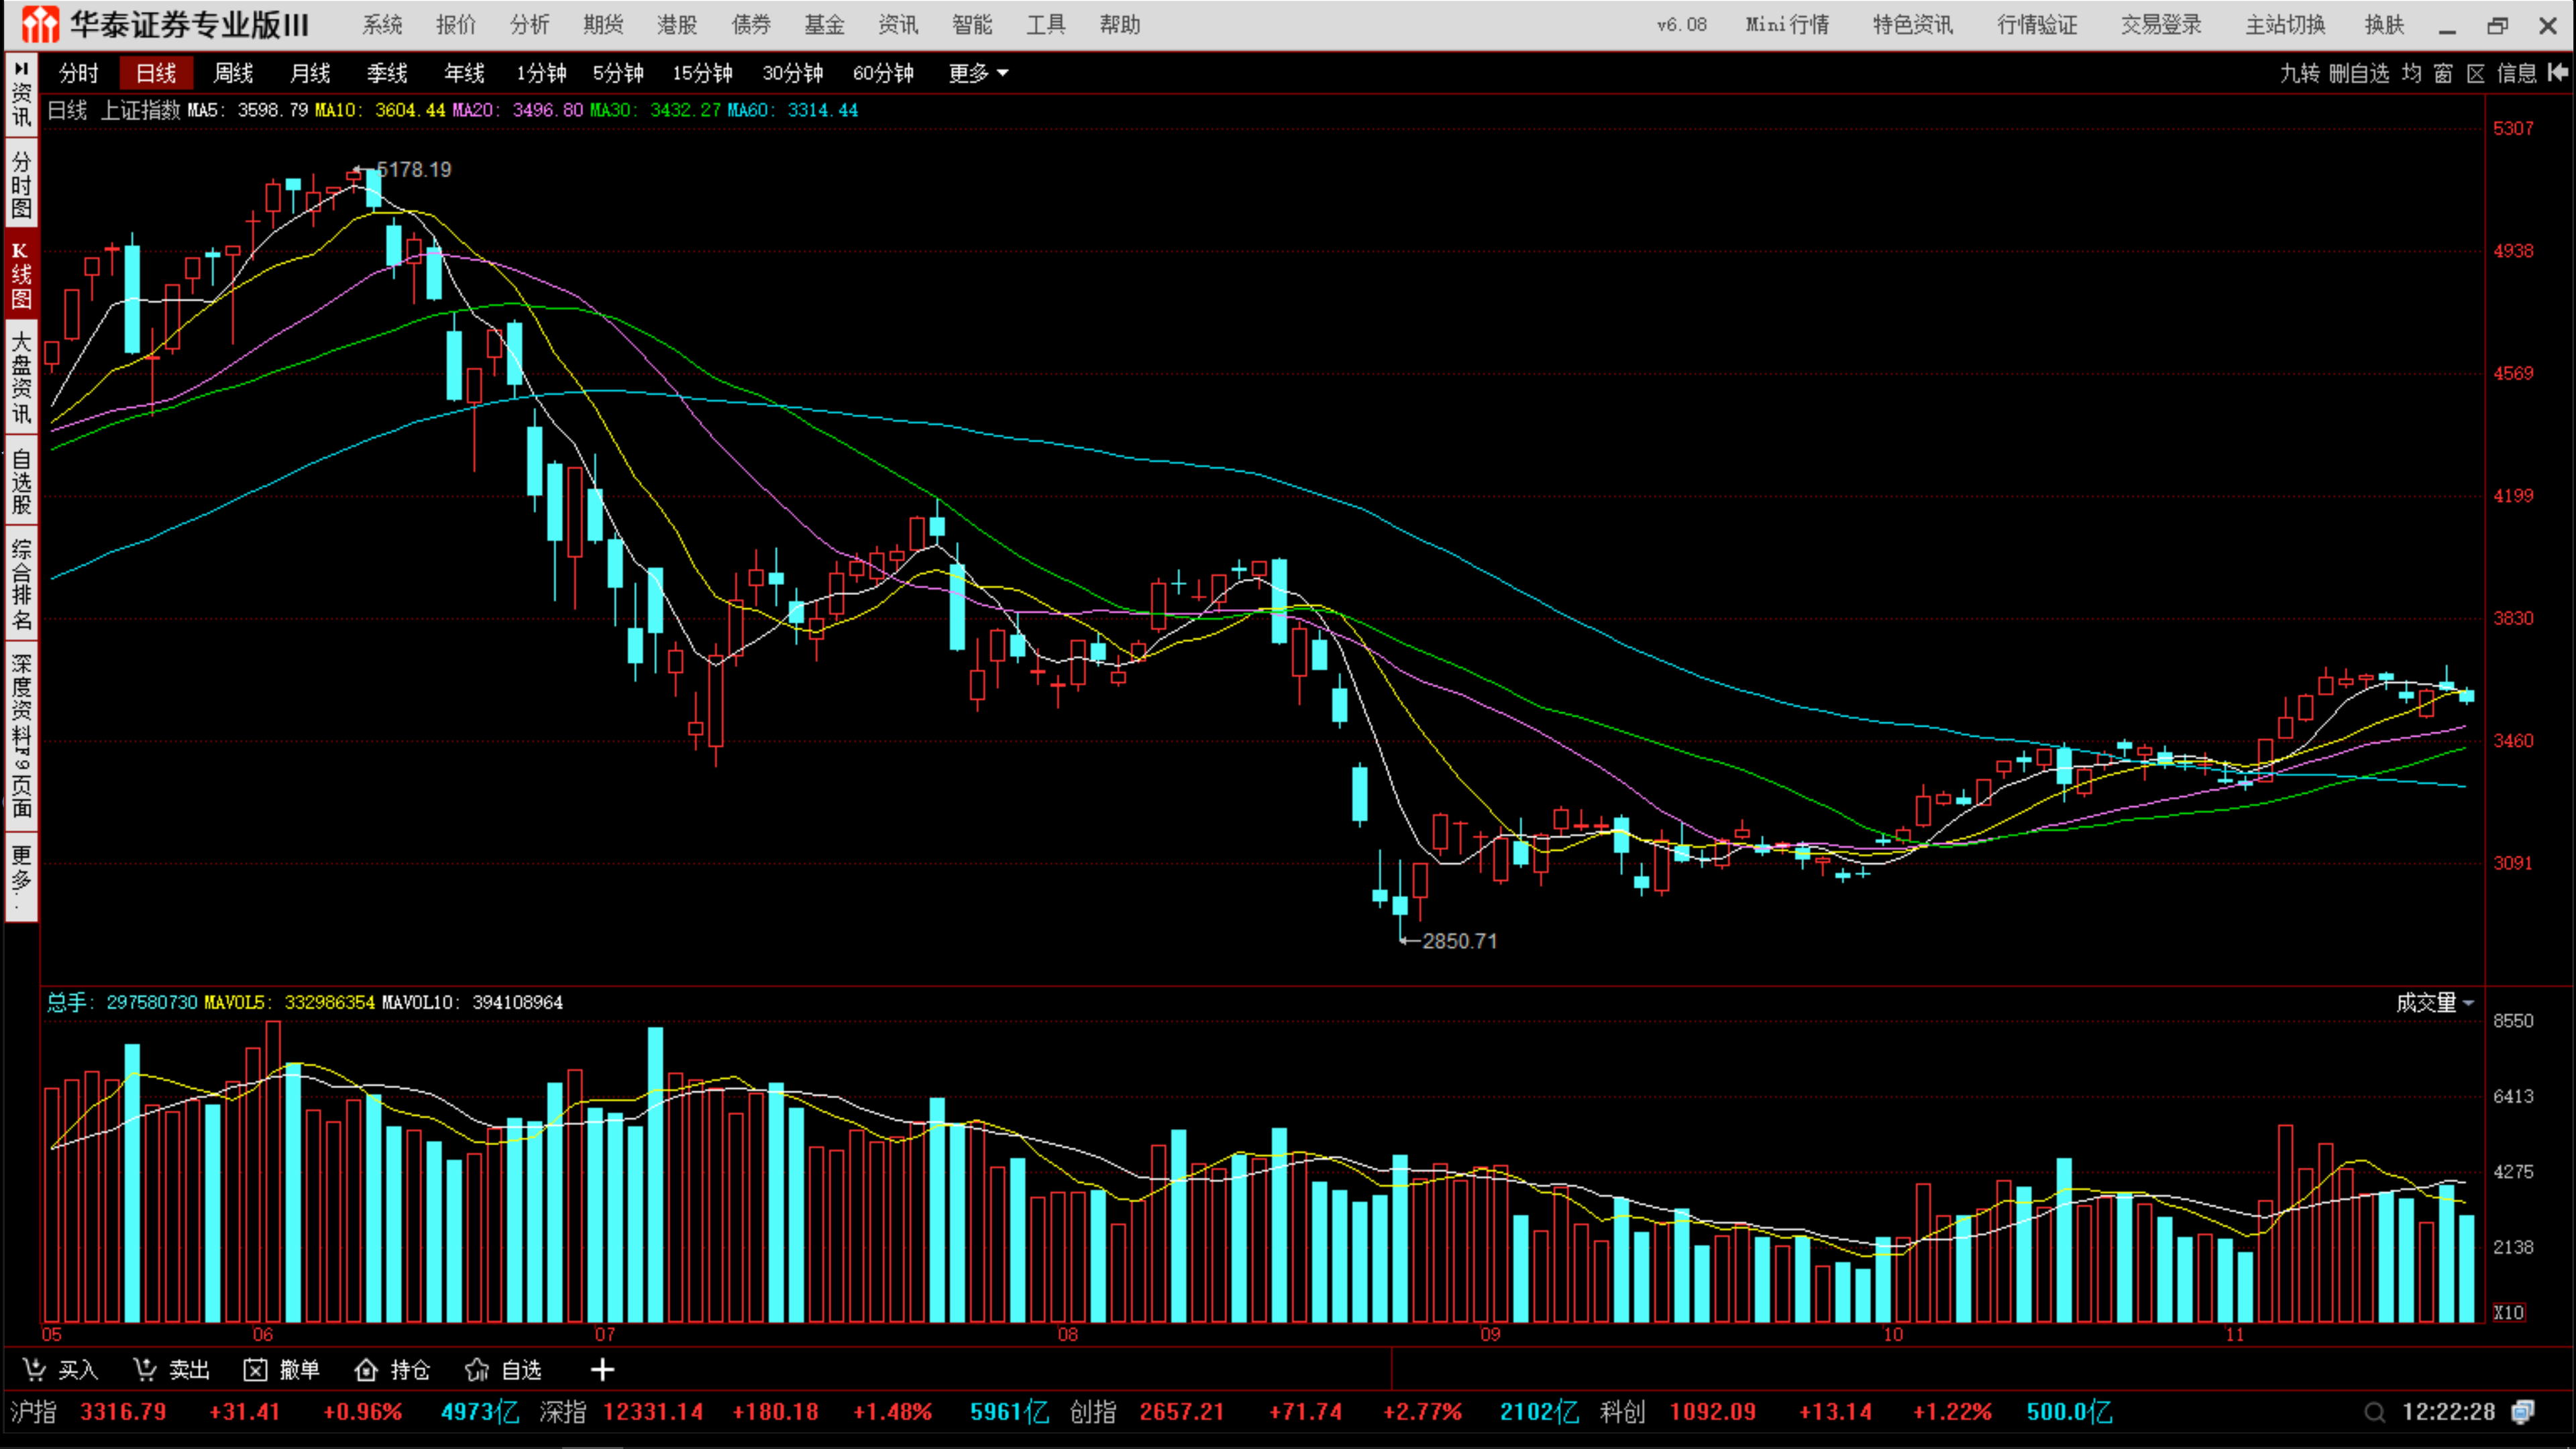 华泰证券专业版III 系统 报价 分析 期货 港股 债券 基金 资讯 智能 工具 帮助 v6.08 Mini行情 特色资讯 行情验证 交易登录 主站切换 换肤
分时 日线 周线 月线 季线 年线 1分钟 5分钟 15分钟 30分钟 60分钟 更多 九转 删自选 均 窗 区 信息
资讯
分时图
K线图
大盘资讯
自选股
综合排名
深度资料F9页面
更多..
日线 上证指数 MA5: 3598.79 MA10: 3604.44 MA20: 3496.80 MA30: 3432.27 MA60: 3314.44
5307
5178.19
4938
4569
4199
3830
3460
3091
2850.71
总手: 297580730 MAVOL5: 332986354 MAVOL10: 394108964 成交量
8550
6413
4275
2138
X10
05 06 07 08 09 10 11
买入 卖出 撤单 持仓 自选 +
沪指 3316.79 +31.41 +0.96% 4973亿 深指 12331.14 +180.18 +1.48% 5961亿 创指 2657.21 +71.74 +2.77% 2102亿 科创 1092.09 +13.14 +1.22% 500.0亿 12:22:28